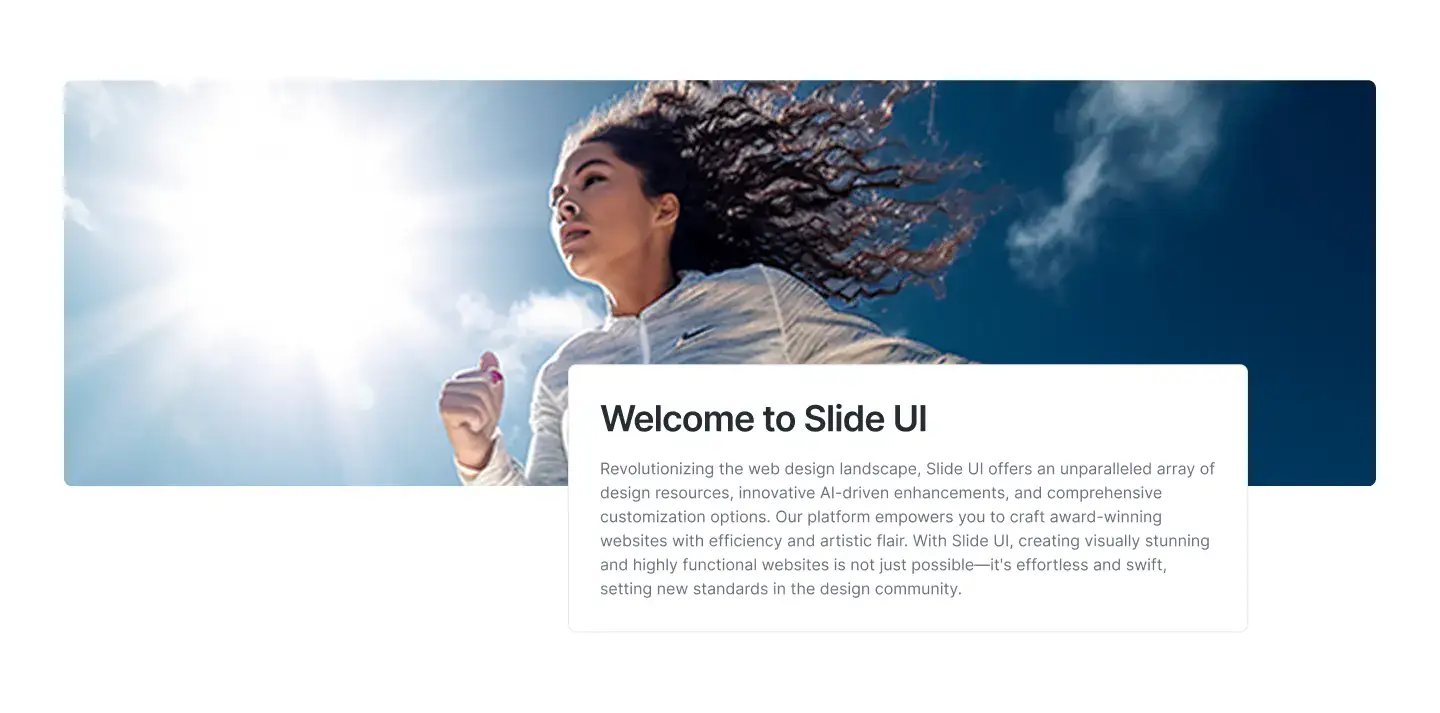 Welcome to Slide UI
Revolutionizing the web design landscape, Slide UI offers an unparalleled array of
design resources, innovative AI-driven enhancements, and comprehensive
customization options. Our platform empowers you to craft award-winning
websites with efficiency and artistic flair. With Slide UI, creating visually stunning
and highly functional websites is not just possible—it's effortless and swift,
setting new standards in the design community.